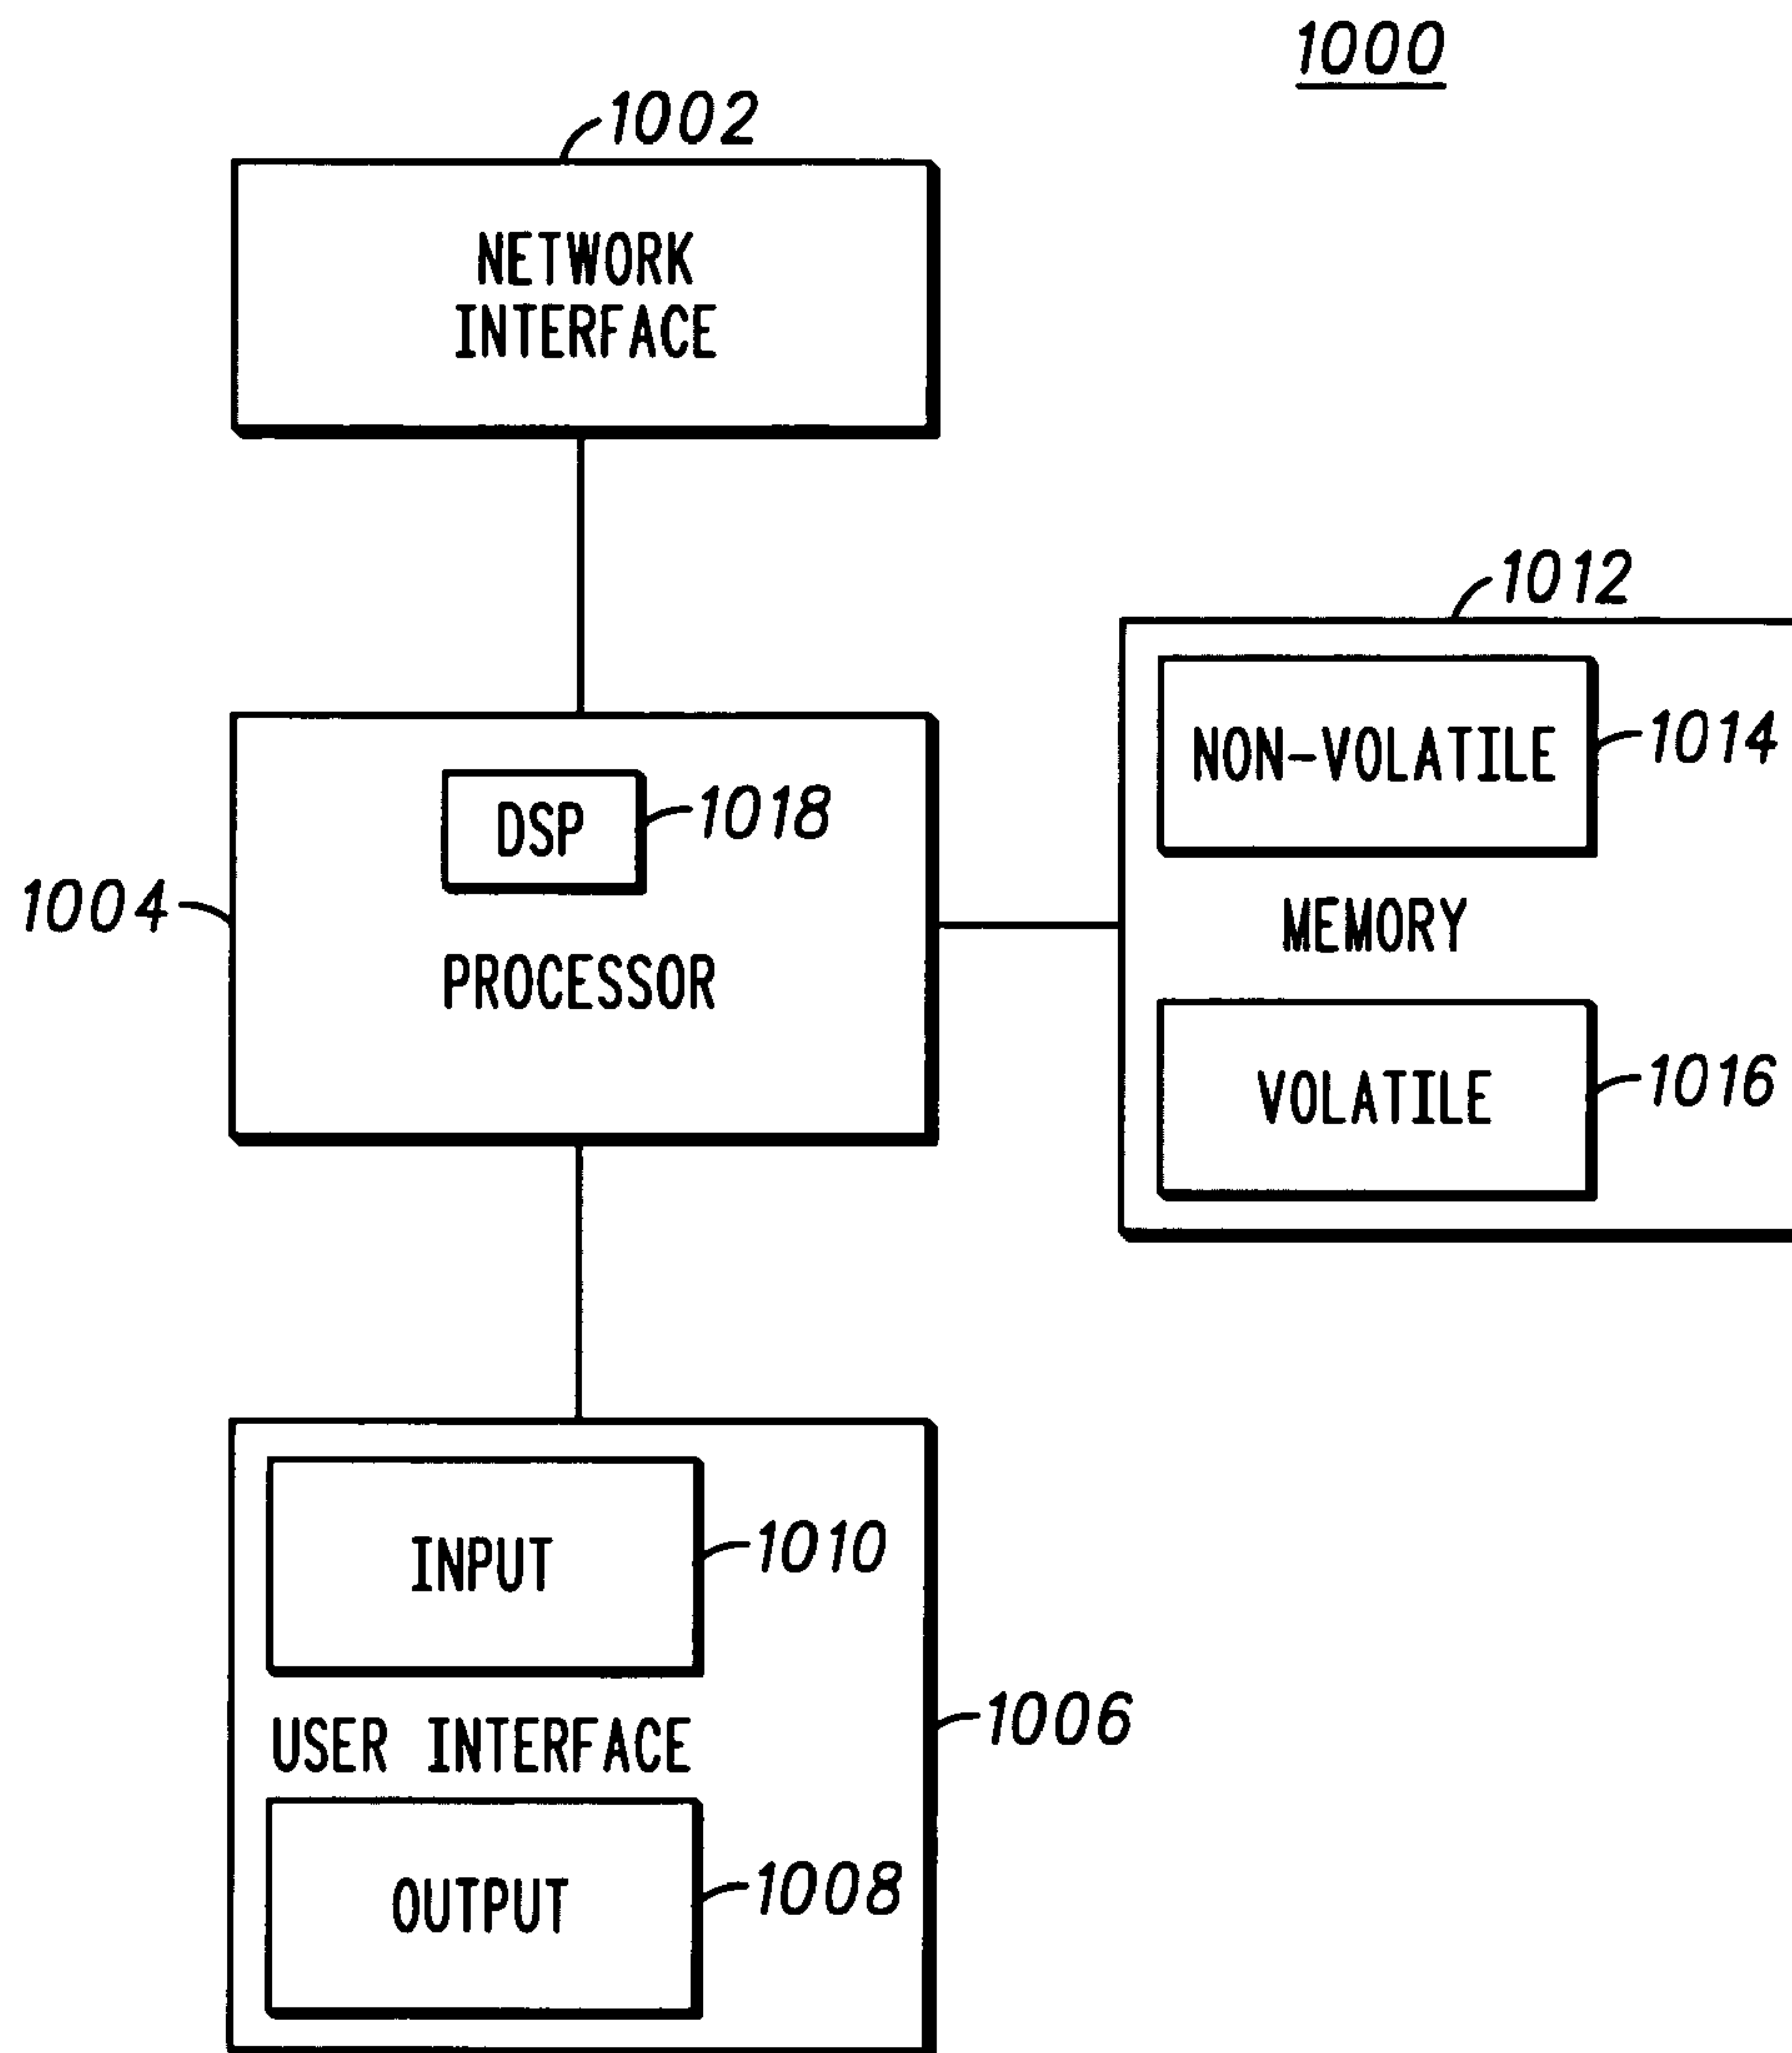 1000
1002
NETWORK
INTERFACE
1012
NON-VOLATILE
1014
DSP
1018
1004
MEMORY
PROCESSOR
VOLATILE
1016
INPUT
1010
USER INTERFACE
1006
OUTPUT
1008